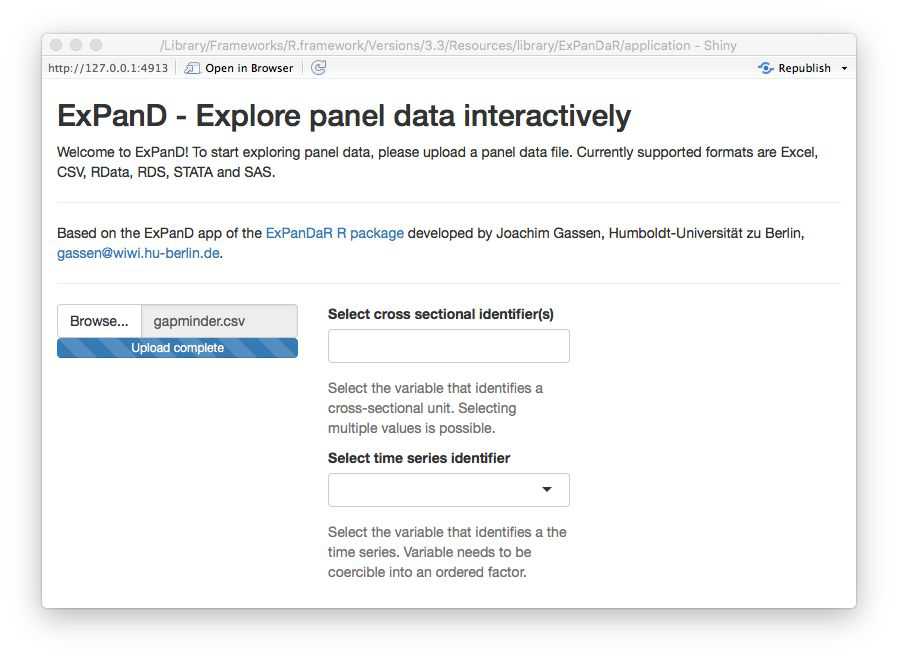 /Library/Frameworks/R.framework/Versions/3.3/Resources/library/ExPanDaR/application - Shiny
http://127.0.0.1:4913 Open in Browser Republish
ExPanD - Explore panel data interactively
Welcome to ExPanD! To start exploring panel data, please upload a panel data file. Currently supported formats are Excel,
CSV, RData, RDS, STATA and SAS.
Based on the ExPanD app of the ExPanDaR R package developed by Joachim Gassen, Humboldt-Universität zu Berlin,
gassen@wiwi.hu-berlin.de.
Browse... gapminder.csv
Upload complete
Select cross sectional identifier(s)
Select the variable that identifies a
cross-sectional unit. Selecting
multiple values is possible.
Select time series identifier
Select the variable that identifies a the
time series. Variable needs to be
coercible into an ordered factor.